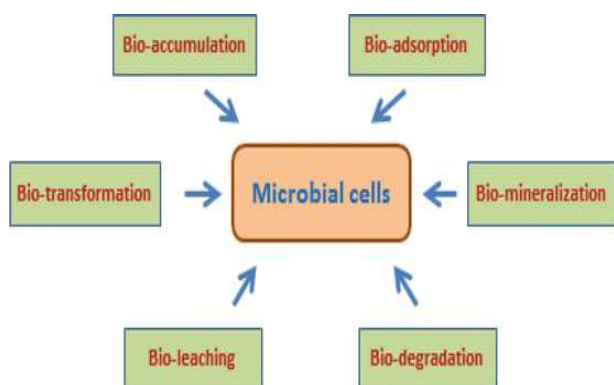 Bio-accumulation
Bio-adsorption
Bio-transformation
Microbial cells
Bio-mineralization
Bio-leaching
Bio-degradation